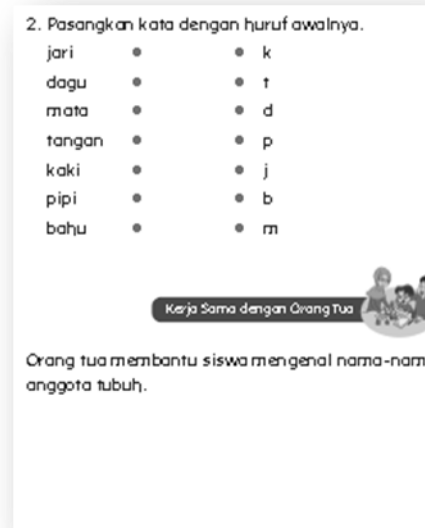 2. Pasangkan kata dengan huruf awalnya.
jari k
dagu t
mata d
tangan p
kaki j
pipi b
bahu m
Kerja Sama dengan Orang Tua
Orang tua membantu siswa mengenal nama-nam
anggota tubuh.